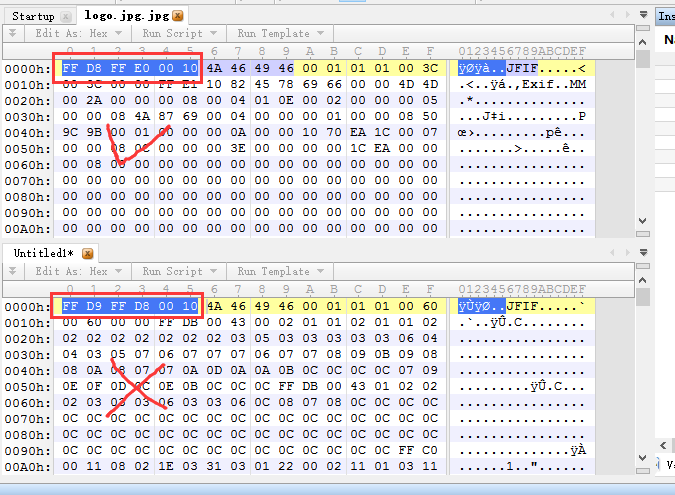 Startup logo.jpg.jpg Ins
Edit As: Hex Run Script Run Template Na
0 1 2 3 4 5 6 7 8 9 A B C D E F 0123456789ABCDEF
0000h: FF D8 FF E0 00 10 4A 46 49 46 00 01 01 01 00 3C ÿØÿà..JFIF.....<
0010h: 00 3C 00 00 FF E1 10 82 45 78 69 66 00 00 4D 4D .<..ÿá.‚Exif..MM
0020h: 00 2A 00 00 00 08 00 04 01 0E 00 02 00 00 00 05 .*..............
0030h: 00 00 08 4A 87 69 00 04 00 00 00 01 00 00 08 50 ...J‡i.........P
0040h: 9C 9B 00 01 00 00 00 0A 00 00 10 70 EA 1C 00 07 œ›.........pê...
0050h: 00 00 08 0C 00 00 00 3E 00 00 00 00 1C EA 00 00 .......>.....ê..
0060h: 00 08 00 00 00 00 00 00 00 00 00 00 00 00 00 00 ................
0070h: 00 00 00 00 00 00 00 00 00 00 00 00 00 00 00 00 ................
0080h: 00 00 00 00 00 00 00 00 00 00 00 00 00 00 00 00 ................
0090h: 00 00 00 00 00 00 00 00 00 00 00 00 00 00 00 00 ................
00A0h: 00 00 00 00 00 00 00 00 00 00 00 00 00 00 00 00 ................
Untitled1*
Edit As: Hex Run Script Run Template
0 1 2 3 4 5 6 7 8 9 A B C D E F 0123456789ABCDEF
0000h: FF D9 FF D8 00 10 4A 46 49 46 00 01 01 01 00 60 ÿÙÿØ..JFIF.....`
0010h: 00 60 00 00 FF DB 00 43 00 02 01 01 02 01 01 02 .`..ÿÛ.C........
0020h: 02 02 02 02 02 02 02 02 03 05 03 03 03 03 06 04 ................
0030h: 04 03 05 07 06 07 07 07 06 07 07 08 09 0B 09 08 ................
0040h: 08 0A 08 07 07 0A 0D 0A 0A 0B 0C 0C 0C 0C 07 09 ................
0050h: 0E 0F 0D 0C 0E 0B 0C 0C 0C FF DB 00 43 01 02 02 .........ÿÛ.C...
0060h: 02 03 03 03 06 03 03 06 0C 08 07 08 0C 0C 0C 0C ................
0070h: 0C 0C 0C 0C 0C 0C 0C 0C 0C 0C 0C 0C 0C 0C 0C 0C ................
0080h: 0C 0C 0C 0C 0C 0C 0C 0C 0C 0C 0C 0C 0C 0C 0C 0C ................
0090h: 0C 0C 0C 0C 0C 0C 0C 0C 0C 0C 0C 0C 0C 0C FF C0 ..............ÿÀ
00A0h: 00 11 08 02 1E 03 31 03 01 22 00 02 11 01 03 11 ......1.."......